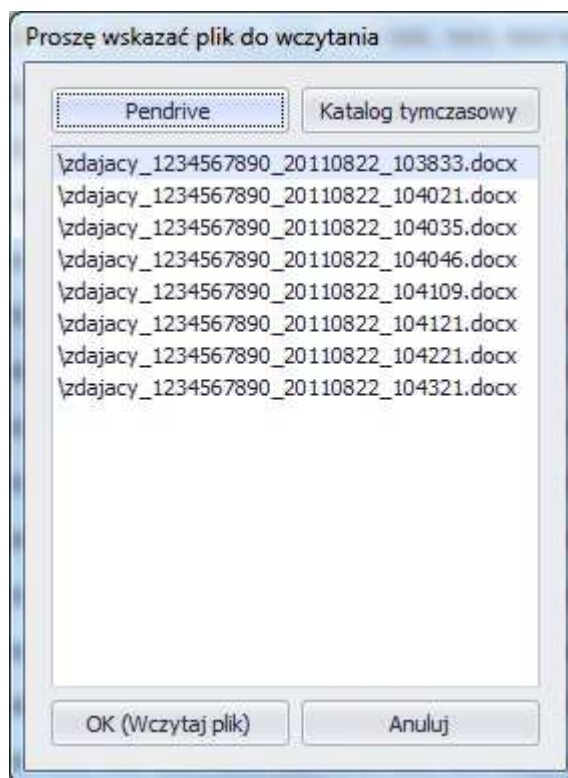 Proszę wskazać plik do wczytania
Pendrive
Katalog tymczasowy
\zdajacy_1234567890_20110822_103833.docx
\zdajacy_1234567890_20110822_104021.docx
\zdajacy_1234567890_20110822_104035.docx
\zdajacy_1234567890_20110822_104046.docx
\zdajacy_1234567890_20110822_104109.docx
\zdajacy_1234567890_20110822_104121.docx
\zdajacy_1234567890_20110822_104221.docx
\zdajacy_1234567890_20110822_104321.docx
OK (Wczytaj plik)
Anuluj